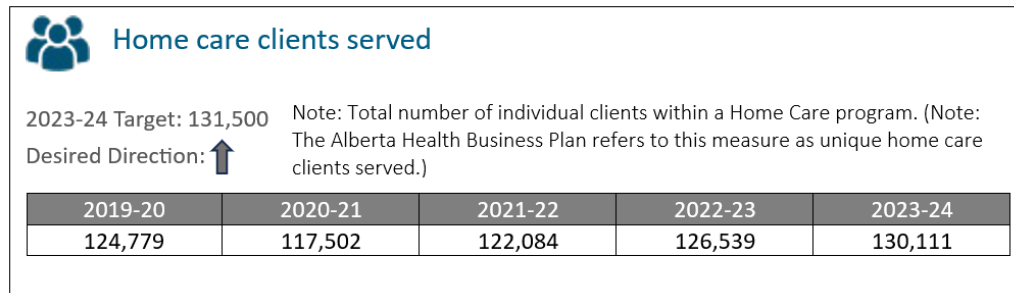 Home care clients served
2023-24 Target: 131,500
Desired Direction:
Note: Total number of individual clients within a Home Care program. (Note:
The Alberta Health Business Plan refers to this measure as unique home care
clients served.)
2019-20 2020-21 2021-22 2022-23 2023-24
124,779 117,502 122,084 126,539 130,111